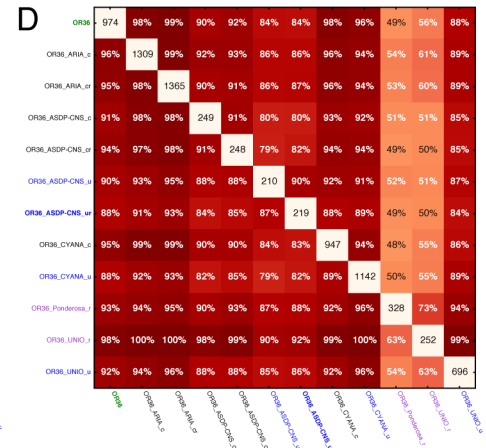 D
OR36 974 98% 99% 90% 92% 84% 84% 98% 96% 49% 56% 88%
OR36_ARIA_c 96% 1309 99% 92% 93% 86% 86% 96% 94% 54% 61% 89%
OR36_ARIA_cr 95% 98% 1365 90% 91% 86% 87% 96% 94% 53% 60% 89%
OR36_ASDP-CNS_c 91% 98% 98% 249 91% 80% 80% 93% 92% 51% 51% 85%
OR36_ASDP-CNS_cr 94% 97% 98% 91% 248 79% 82% 94% 94% 49% 50% 85%
OR36_ASDP-CNS_u 90% 93% 95% 88% 88% 210 90% 92% 91% 52% 51% 87%
OR36_ASDP-CNS_ur 88% 91% 93% 84% 85% 87% 219 88% 89% 49% 50% 84%
OR36_CYANA_c 95% 99% 99% 90% 90% 84% 83% 947 94% 48% 55% 86%
OR36_CYANA_u 88% 92% 93% 82% 85% 79% 82% 89% 1142 50% 55% 89%
OR36_Ponderosa_r 93% 94% 95% 90% 93% 87% 88% 92% 96% 328 73% 94%
OR36_UNIO_r 98% 100% 100% 98% 99% 90% 92% 99% 100% 63% 252 99%
OR36_UNIO_u 92% 94% 96% 88% 88% 85% 86% 92% 96% 54% 63% 696
OR36 OR36_ARIA_c OR36_ARIA_cr OR36_CYANA_c OR36_CYANA_u OR36_Ponderosa_r OR36_UNIO_r OR36_UNIO_u